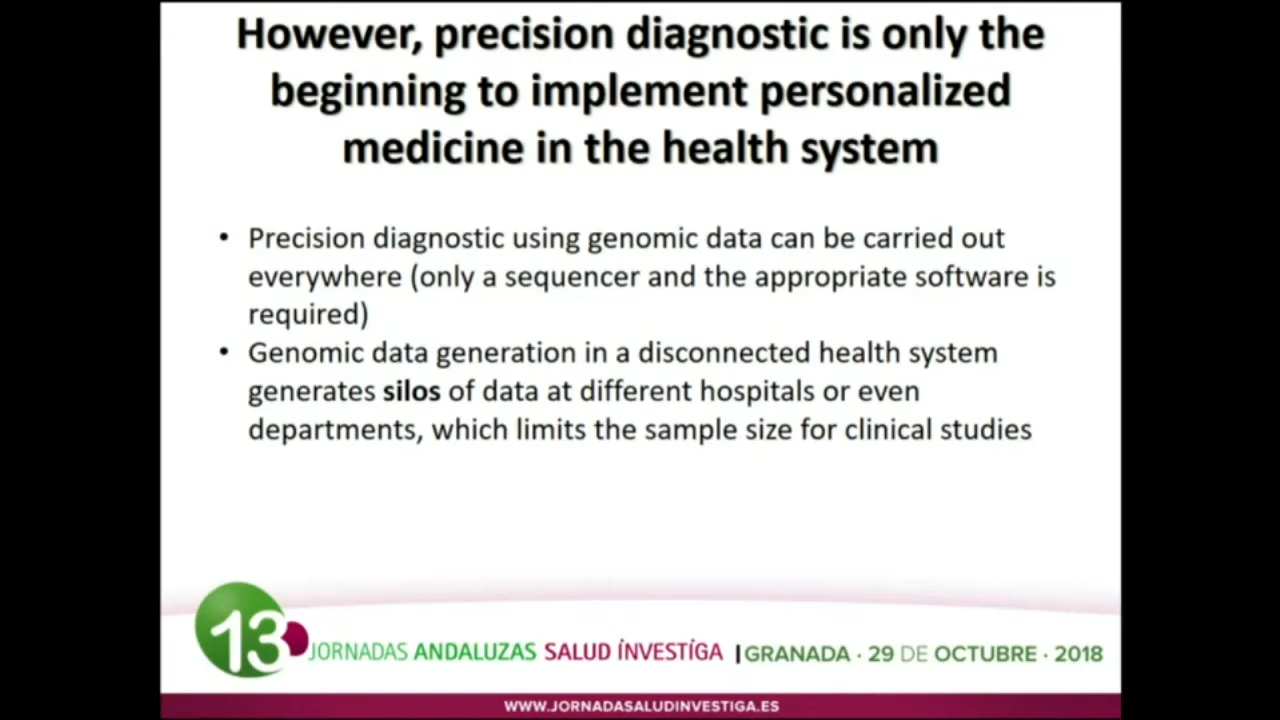 However, precision diagnostic is only the
beginning to implement personalized
medicine in the health system
• Precision diagnostic using genomic data can be carried out
everywhere (only a sequencer and the appropriate software is
required)
• Genomic data generation in a disconnected health system
generates silos of data at different hospitals or even
departments, which limits the sample size for clinical studies
13 JORNADAS ANDALUZAS SALUD ÍNVESTÍGA | GRANADA · 29 DE OCTUBRE · 2018
WWW.JORNADASALUDINVESTIGA.ES